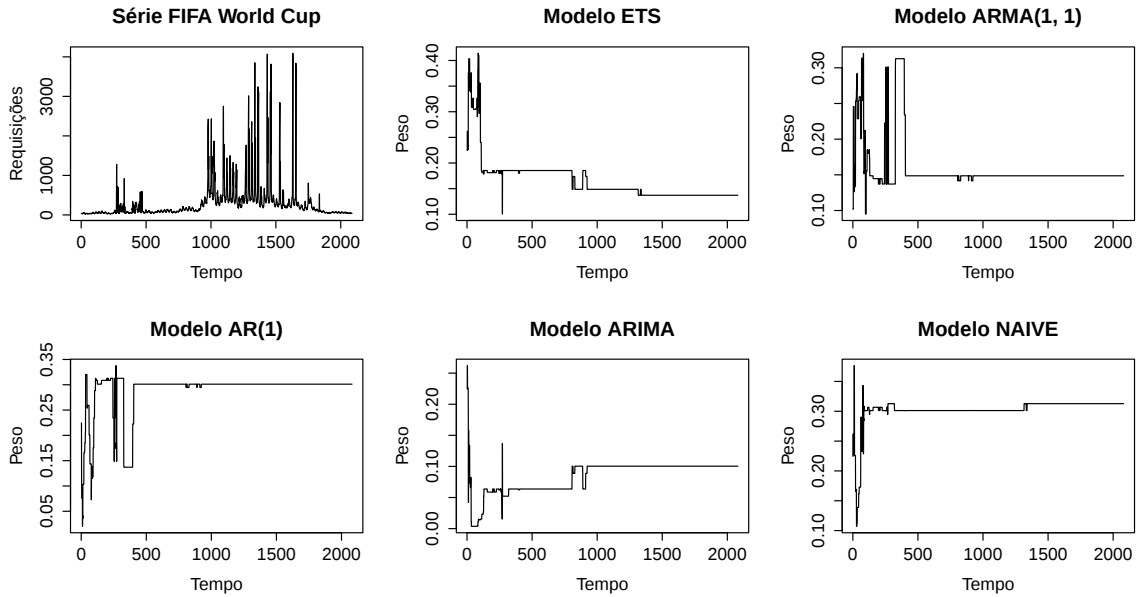 Série FIFA World Cup
Requisições
0 1000 3000
0 500 1000 1500 2000
Tempo
Modelo ETS
Peso
0.10 0.20 0.30 0.40
0 500 1000 1500 2000
Tempo
Modelo ARMA(1, 1)
Peso
0.10 0.20 0.30
0 500 1000 1500 2000
Tempo
Modelo AR(1)
Peso
0.05 0.15 0.25 0.35
0 500 1000 1500 2000
Tempo
Modelo ARIMA
Peso
0.00 0.10 0.20
0 500 1000 1500 2000
Tempo
Modelo NAIVE
Peso
0.10 0.20 0.30
0 500 1000 1500 2000
Tempo